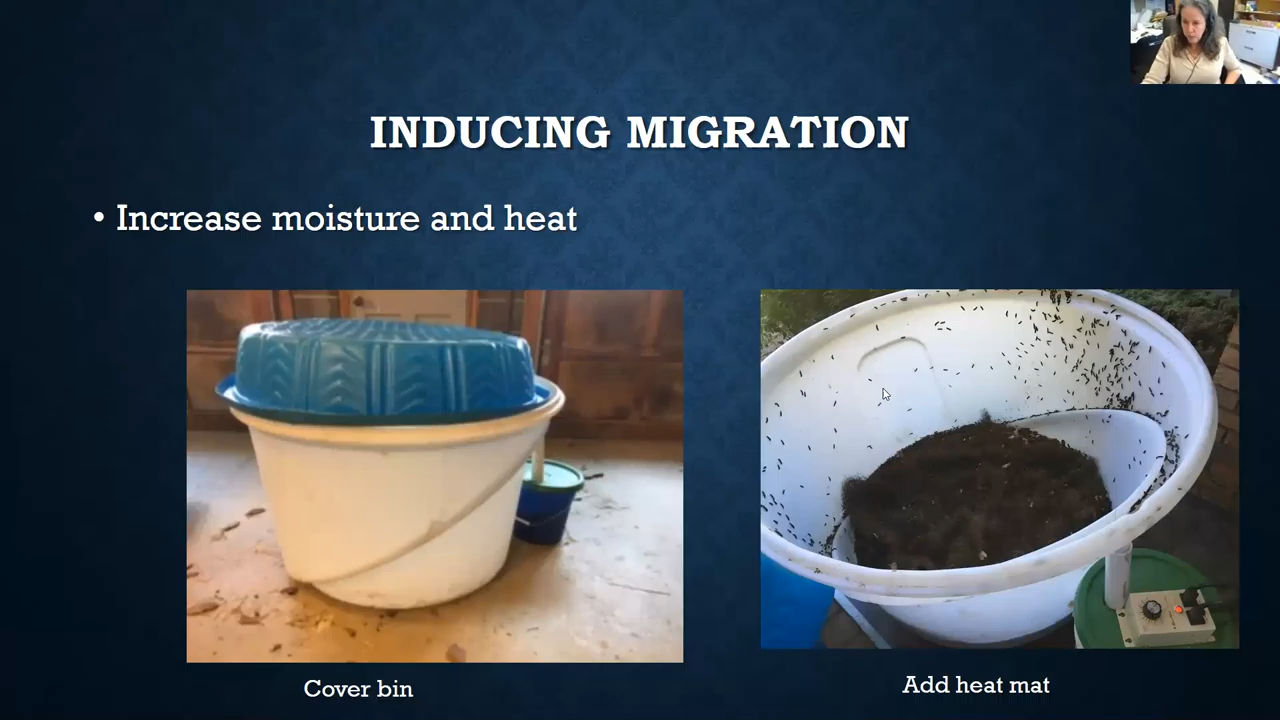 INDUCING MIGRATION
• Increase moisture and heat
Cover bin
Add heat mat